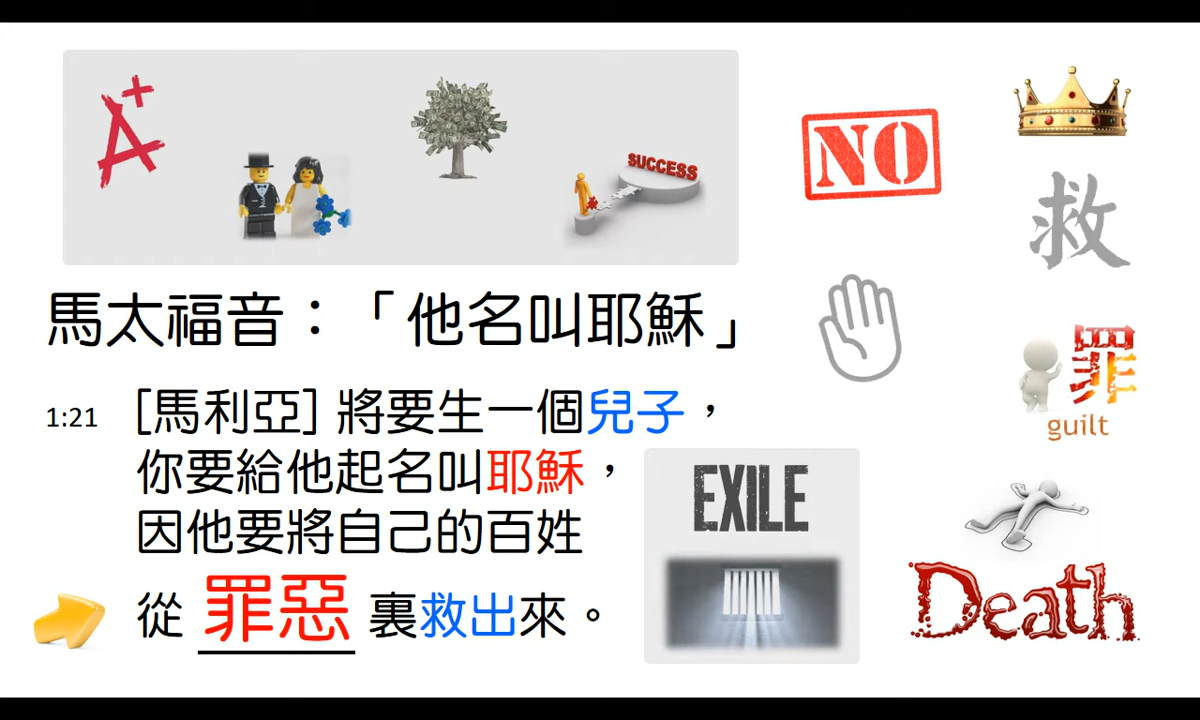 A+
SUCCESS
NO
救
馬太福音：「他名叫耶穌」
罪
guilt
1:21 [馬利亞] 將要生一個兒子，
你要給他起名叫耶穌，
因他要將自己的百姓
從 罪惡 裏救出來。
EXILE
Death